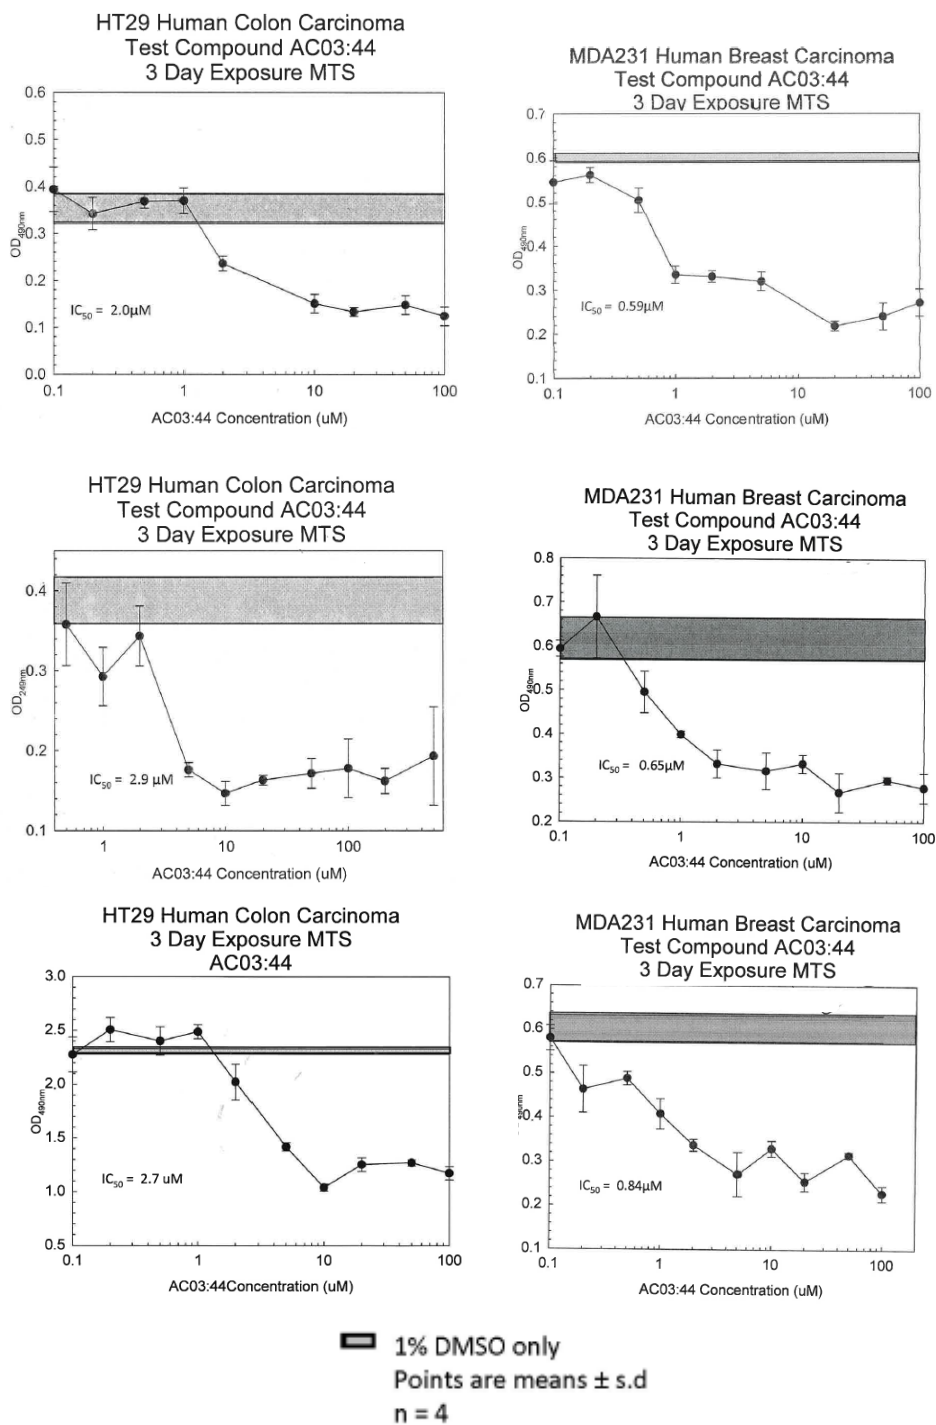 HT29 Human Colon Carcinoma
Test Compound AC03:44
3 Day Exposure MTS
0.6
0.5
0.4
0.3
0.2
0.1
0.0
OD490nm
IC50 = 2.0µM
0.1
1
10
100
AC03:44 Concentration (uM)
MDA231 Human Breast Carcinoma
Test Compound AC03:44
3 Day Exposure MTS
0.7
0.6
0.5
0.4
0.3
0.2
0.1
OD490nm
IC50 = 0.59µM
0.1
1
10
100
AC03:44 Concentration (uM)
HT29 Human Colon Carcinoma
Test Compound AC03:44
3 Day Exposure MTS
0.4
0.3
0.2
0.1
OD249nm
IC50 = 2.9 µM
1
10
100
AC03:44 Concentration (uM)
MDA231 Human Breast Carcinoma
Test Compound AC03:44
3 Day Exposure MTS
0.8
0.7
0.6
0.5
0.4
0.3
0.2
OD490nm
IC50 = 0.65µM
0.1
1
10
100
AC03:44 Concentration (uM)
HT29 Human Colon Carcinoma
3 Day Exposure MTS
AC03:44
3.0
2.5
2.0
1.5
1.0
0.5
OD490nm
IC50 = 2.7 uM
0.1
1
10
100
AC03:44Concentration (uM)
MDA231 Human Breast Carcinoma
Test Compound AC03:44
3 Day Exposure MTS
0.7
0.6
0.5
0.4
0.3
0.2
0.1
490nm
IC50 = 0.84µM
0.1
1
10
100
AC03:44 Concentration (uM)
1% DMSO only
Points are means ± s.d
n = 4